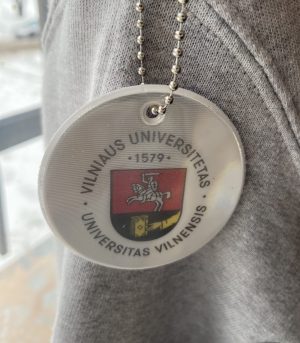 VILNIAUS UNIVERSITETAS
· 1579 ·
UNIVERSITAS VILNENSIS